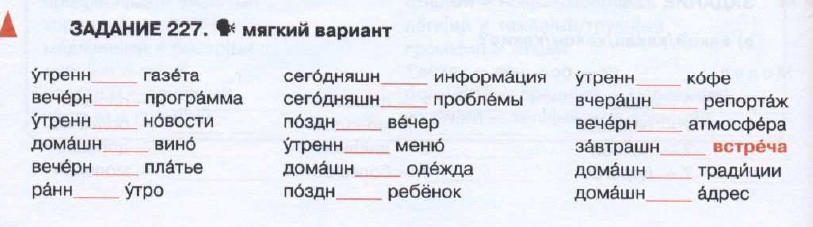 ЗАДАНИЕ 227. мягкий вариант
у́тренн____ газе́та
вече́рн____ програ́мма
у́тренн____ но́вости
дома́шн____ вино́
вече́рн____ пла́тье
ра́нн____ у́тро
сего́дняшн____ информа́ция
сего́дняшн____ пробле́мы
по́здн____ ве́чер
у́тренн____ меню́
дома́шн____ оде́жда
по́здн____ ребёнок
у́тренн____ ко́фе
вчера́шн____ репорта́ж
вече́рн____ атмосфе́ра
за́втрашн____ встре́ча
дома́шн____ тради́ции
дома́шн____ а́дрес